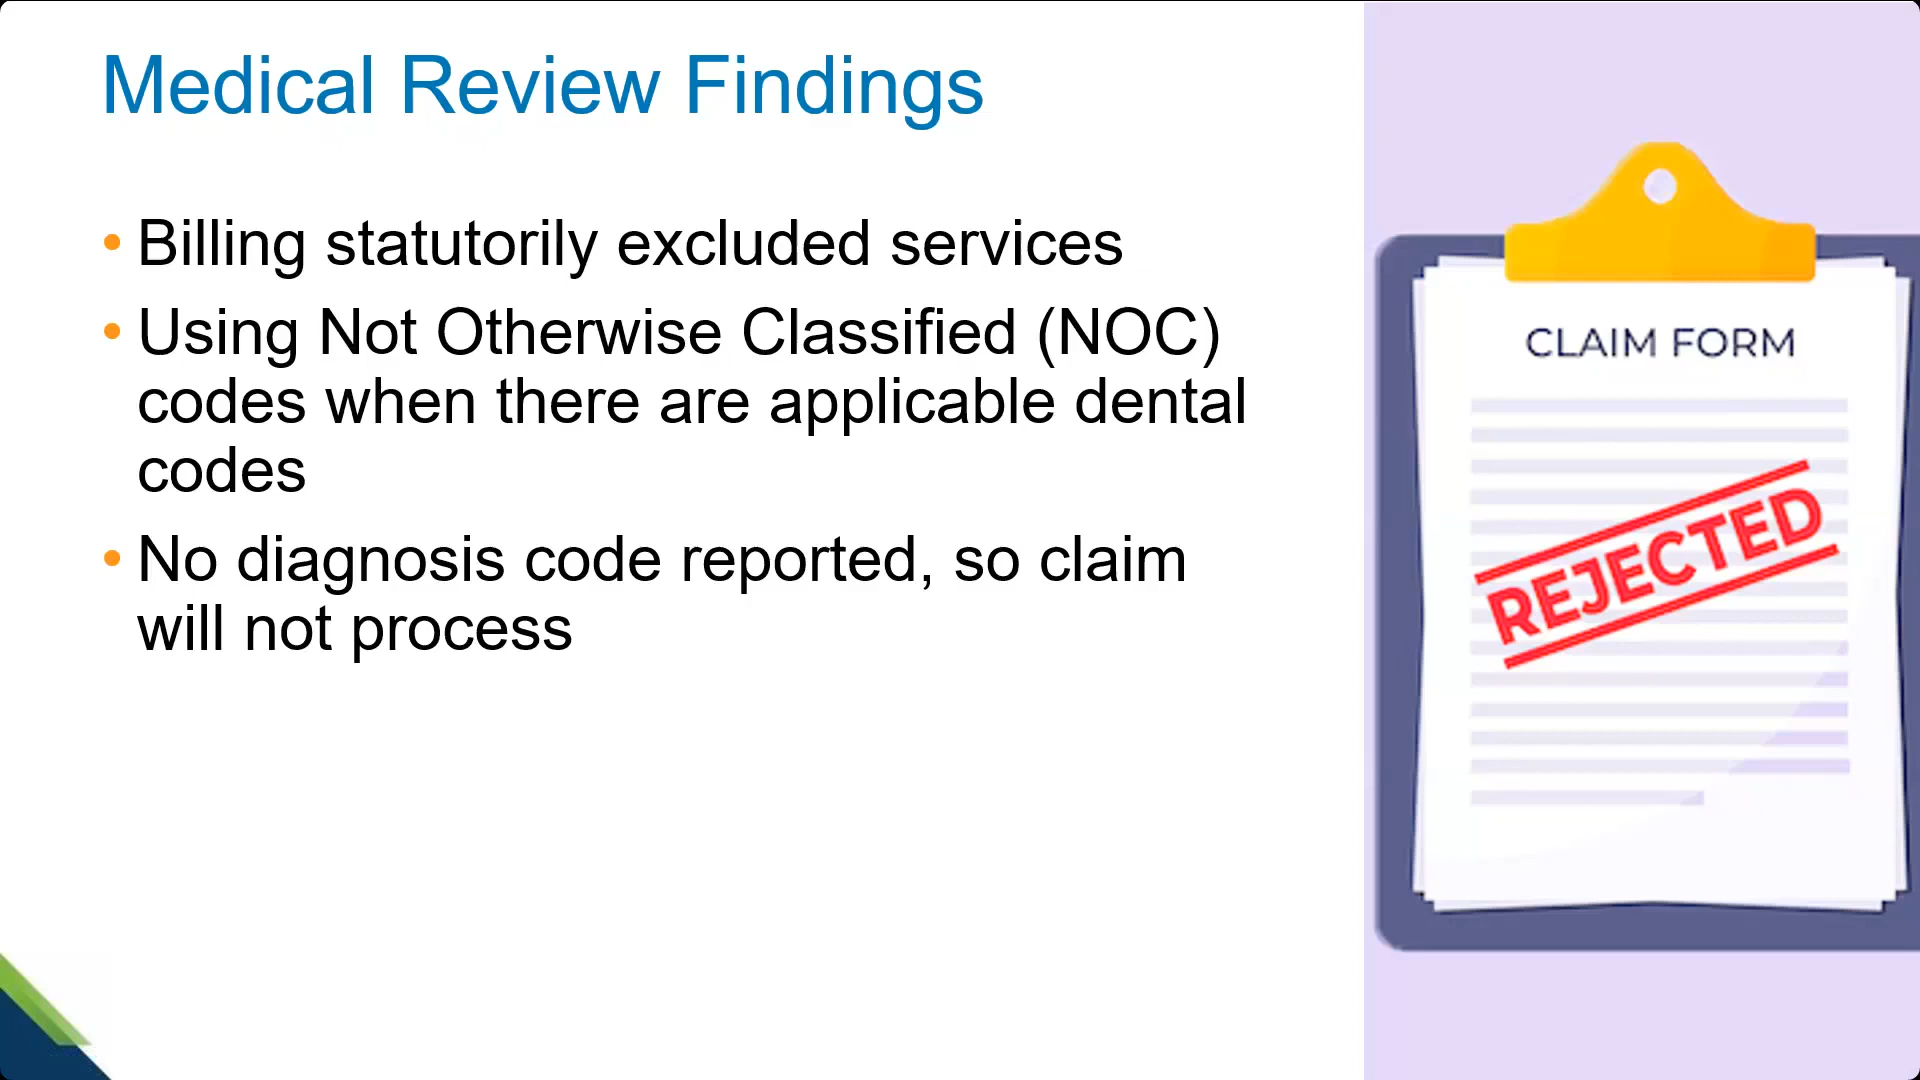 Medical Review Findings
• Billing statutorily excluded services
• Using Not Otherwise Classified (NOC)
codes when there are applicable dental
codes
• No diagnosis code reported, so claim
will not process
CLAIM FORM
REJECTED